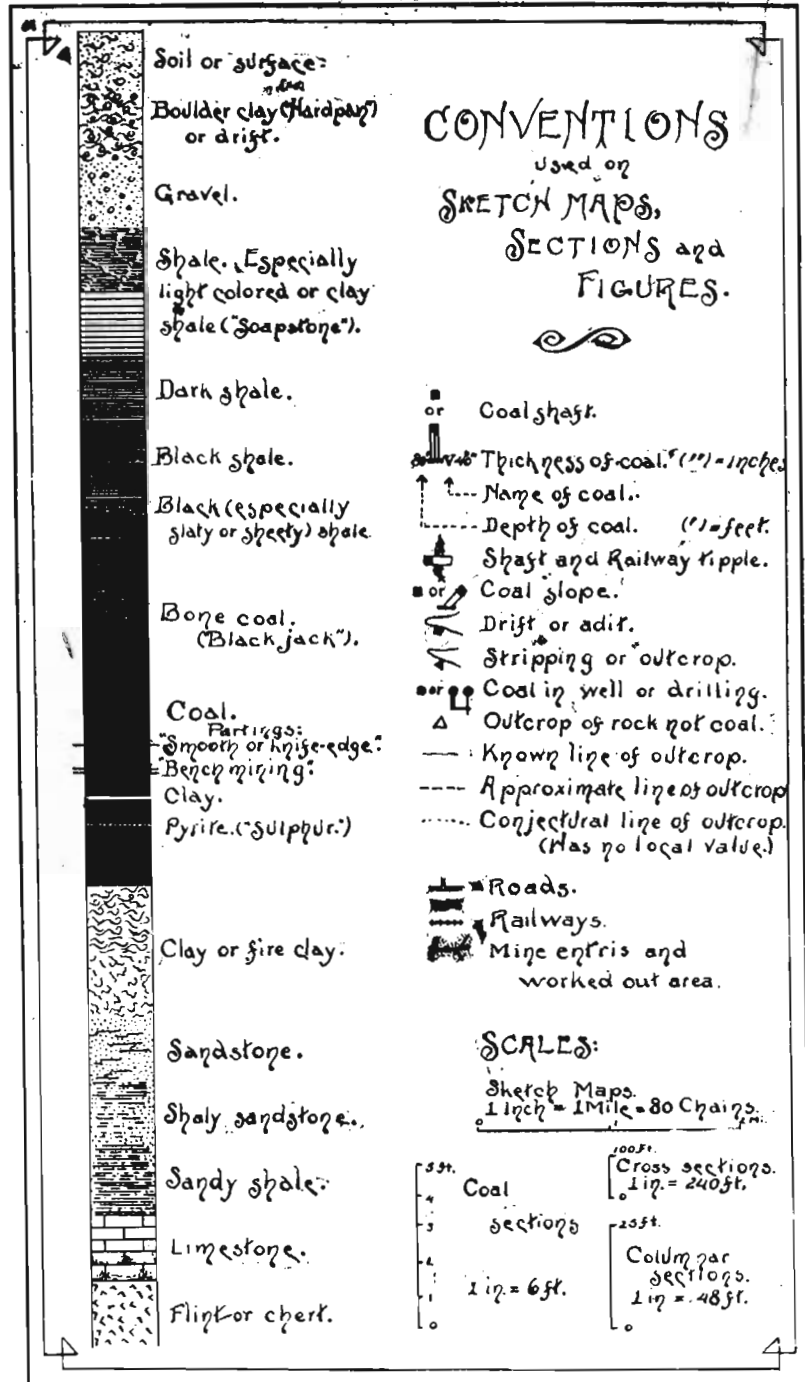 Soil or surface.
Boulder clay ("Hardpan")
or drift.
Gravel.
Shale. Especially
light colored or clay
shale ("Soapstone").
Dark shale.
Black shale.
Black (especially
slaty or sheety) shale.
Bone coal.
("Black jack").
Coal.
Partings:
"Smooth or knife-edge."
"Bench mining".
Clay.
Pyrite. ("Sulphur.")
Clay or fire clay.
Sandstone.
Shaly sandstone.
Sandy shale.
Limestone.
Flint or chert.
CONVENTIONS
used on
SKETCH MAPS,
SECTIONS and
FIGURES.
or Coal shaft.
Thickness of coal. (") = inches
Name of coal.
Depth of coal. (') = feet.
Shaft and Railway tipple.
or Coal slope.
Drift or adit.
Stripping or outcrop.
or Coal in well or drilling.
Outcrop of rock not coal.
Known line of outcrop.
Approximate line of outcrop
Conjectural line of outcrop.
(Has no local value.)
Roads.
Railways.
Mine entris and
worked out area.
SCALES:
Sketch Maps.
1 inch = 1 Mile = 80 Chains.
0 1 Mi.
5 ft.
4
3
2
1
0
Coal
sections
1 in = 6 ft.
100 Ft.
Cross sections.
1 in. = 240 ft.
0
25 ft.
Columnar
sections.
1 in = 48 ft.
0